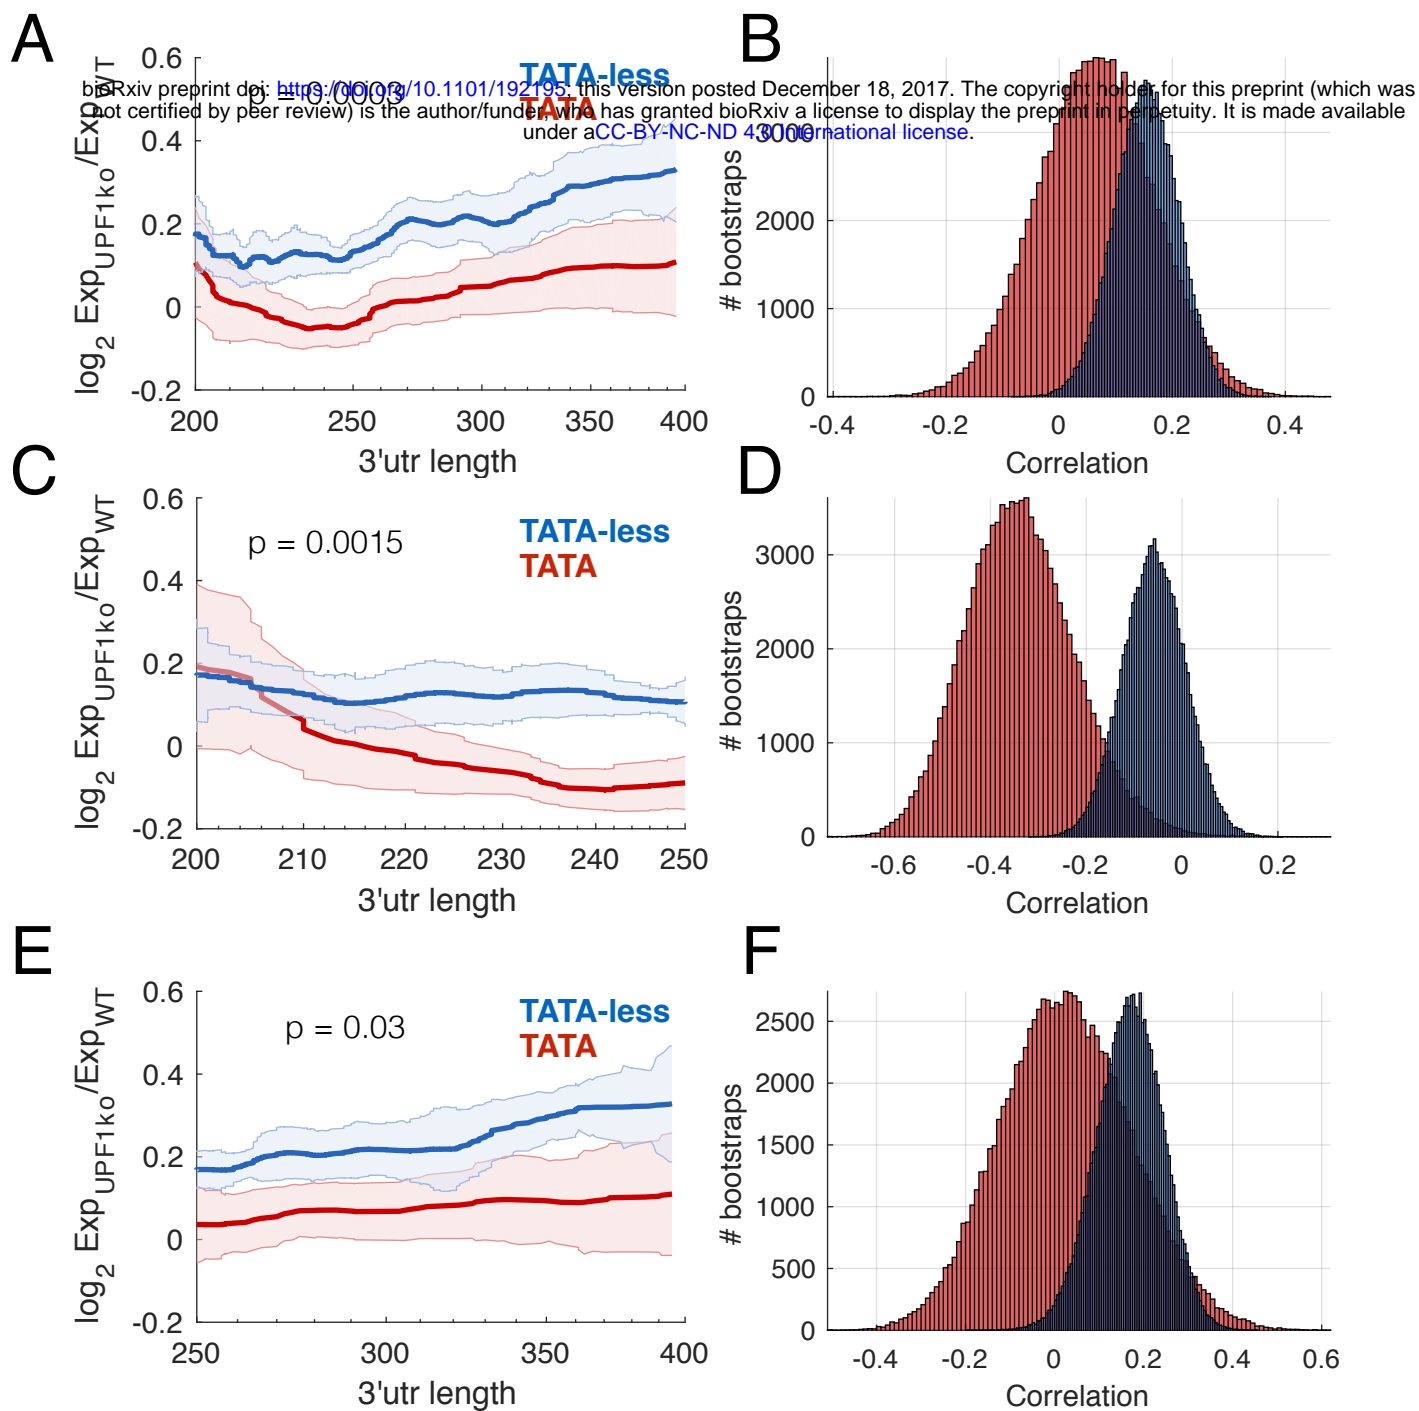 A
B
bioRxiv preprint doi: https://doi.org/10.1101/192195; this version posted December 18, 2017. The copyright holder for this preprint (which was
not certified by peer review) is the author/funder, who has granted bioRxiv a license to display the preprint in perpetuity. It is made available
under aCC-BY-NC-ND 4.0 International license.
p = 0.0003
TATA-less
TATA
log2 ExpUPF1ko/ExpWT
0.6
0.4
0.2
0
-0.2
200 250 300 350 400
3'utr length
# bootstraps
3000
2000
1000
0
-0.4 -0.2 0 0.2 0.4
Correlation
C
p = 0.0015
TATA-less
TATA
log2 ExpUPF1ko/ExpWT
0.6
0.4
0.2
0
-0.2
200 210 220 230 240 250
3'utr length
D
# bootstraps
3000
2000
1000
0
-0.6 -0.4 -0.2 0 0.2
Correlation
E
p = 0.03
TATA-less
TATA
log2 ExpUPF1ko/ExpWT
0.6
0.4
0.2
0
-0.2
250 300 350 400
3'utr length
F
# bootstraps
2500
2000
1500
1000
500
0
-0.4 -0.2 0 0.2 0.4 0.6
Correlation